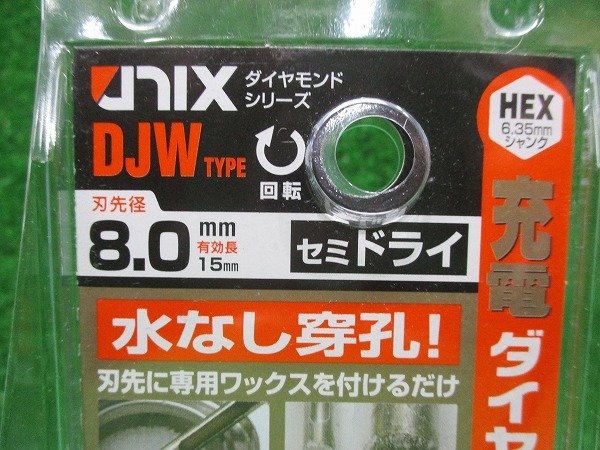 UNIX
ダイヤモンド
シリーズ
DJW TYPE
回転
HEX
6.35mm
シャンク
刃先径
8.0mm
有効長
15mm
セミドライ
充電ダイヤ
水なし穿孔!
刃先に専用ワックスを付けるだけ